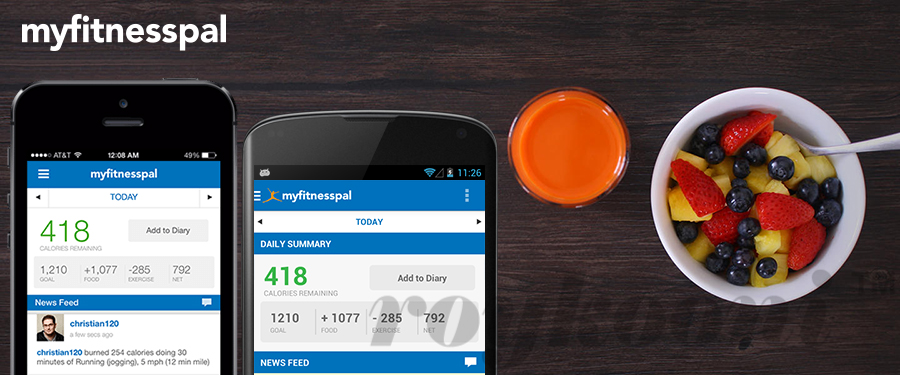 myfitnesspal
AT&T 12:08 AM 49%
myfitnesspal
TODAY
418
CALORIES REMAINING
Add to Diary
1,210 +1,077 -285 792
GOAL FOOD EXERCISE NET
News Feed
christian120
a few secs ago
christian120 burned 254 calories doing 30
minutes of Running (jogging), 5 mph (12 min mile)
11:26
myfitnesspal
TODAY
DAILY SUMMARY
418
CALORIES REMAINING
Add to Diary
1210 + 1077 - 285 792
GOAL FOOD EXERCISE NET
NEWS FEED